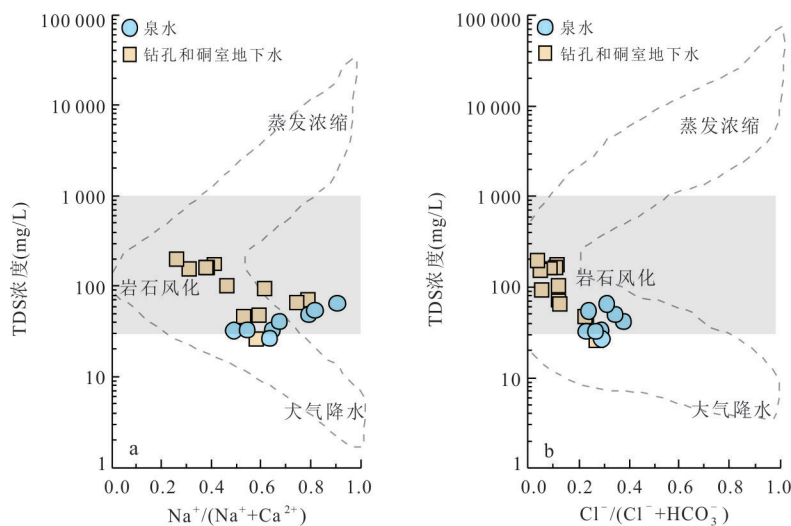 泉水
钻孔和硐室地下水
100 000
10 000
1 000
100
10
1
TDS浓度(mg/L)
蒸发浓缩
岩石风化
大气降水
a
0.0 0.2 0.4 0.6 0.8 1.0
Na⁺/(Na⁺+Ca²⁺)
泉水
钻孔和硐室地下水
100 000
10 000
1 000
100
10
1
TDS浓度(mg/L)
蒸发浓缩
岩石风化
大气降水
b
0.0 0.2 0.4 0.6 0.8 1.0
Cl⁻/(Cl⁻+HCO₃⁻)